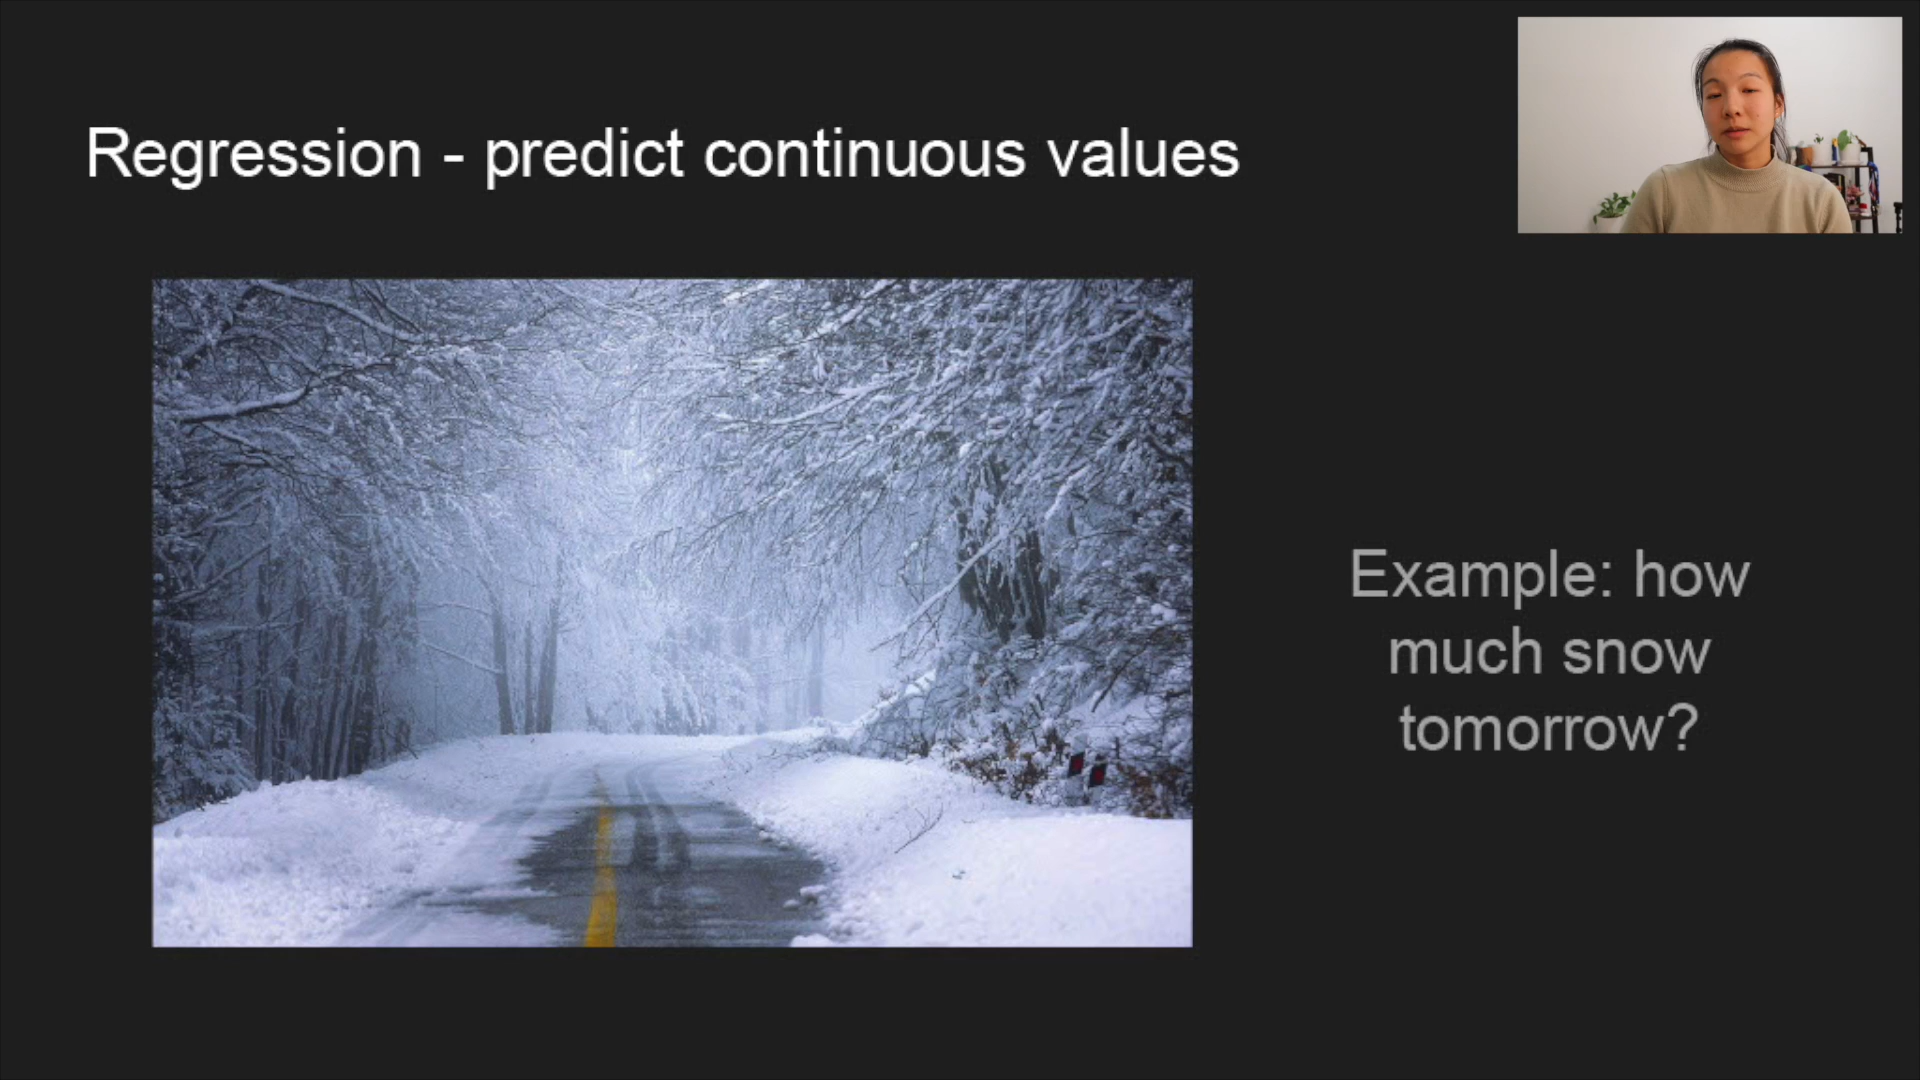 Regression - predict continuous values
Example: how
much snow
tomorrow?